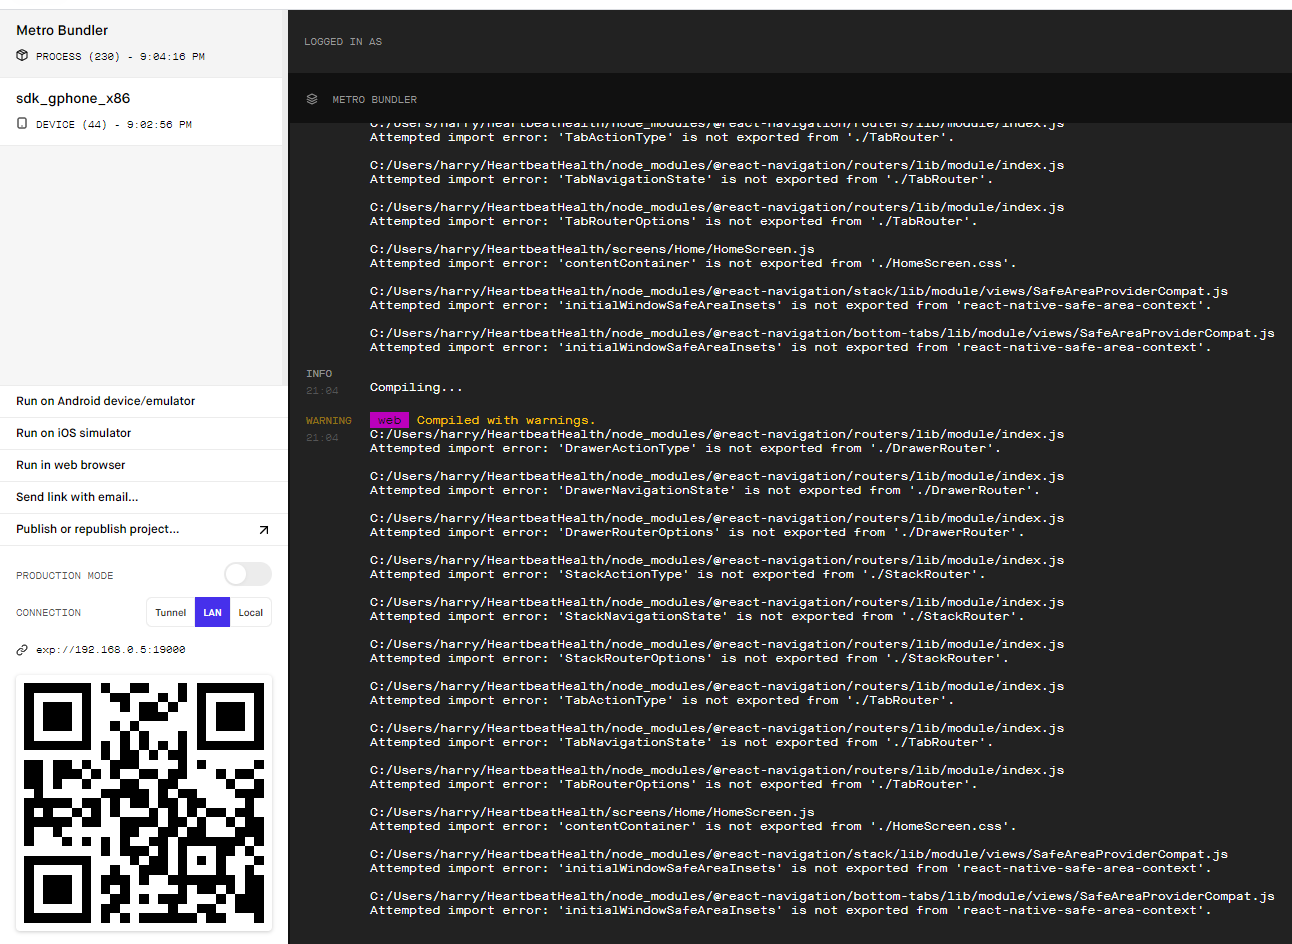 Metro Bundler
PROCESS (230) - 9:04:16 PM
sdk_gphone_x86
DEVICE (44) - 9:02:56 PM
Run on Android device/emulator
Run on iOS simulator
Run in web browser
Send link with email...
Publish or republish project...
PRODUCTION MODE
CONNECTION
Tunnel
LAN
Local
exp://192.168.0.5:19000
LOGGED IN AS
METRO BUNDLER
C:/Users/harry/HeartbeatHealth/node_modules/@react-navigation/routers/lib/module/index.js
Attempted import error: 'TabActionType' is not exported from './TabRouter'.
C:/Users/harry/HeartbeatHealth/node_modules/@react-navigation/routers/lib/module/index.js
Attempted import error: 'TabNavigationState' is not exported from './TabRouter'.
C:/Users/harry/HeartbeatHealth/node_modules/@react-navigation/routers/lib/module/index.js
Attempted import error: 'TabRouterOptions' is not exported from './TabRouter'.
C:/Users/harry/HeartbeatHealth/screens/Home/HomeScreen.js
Attempted import error: 'contentContainer' is not exported from './HomeScreen.css'.
C:/Users/harry/HeartbeatHealth/node_modules/@react-navigation/stack/lib/module/views/SafeAreaProviderCompat.js
Attempted import error: 'initialWindowSafeAreaInsets' is not exported from 'react-native-safe-area-context'.
C:/Users/harry/HeartbeatHealth/node_modules/@react-navigation/bottom-tabs/lib/module/views/SafeAreaProviderCompat.js
Attempted import error: 'initialWindowSafeAreaInsets' is not exported from 'react-native-safe-area-context'.
INFO
21:04
Compiling...
WARNING
21:04
web Compiled with warnings.
C:/Users/harry/HeartbeatHealth/node_modules/@react-navigation/routers/lib/module/index.js
Attempted import error: 'DrawerActionType' is not exported from './DrawerRouter'.
C:/Users/harry/HeartbeatHealth/node_modules/@react-navigation/routers/lib/module/index.js
Attempted import error: 'DrawerNavigationState' is not exported from './DrawerRouter'.
C:/Users/harry/HeartbeatHealth/node_modules/@react-navigation/routers/lib/module/index.js
Attempted import error: 'DrawerRouterOptions' is not exported from './DrawerRouter'.
C:/Users/harry/HeartbeatHealth/node_modules/@react-navigation/routers/lib/module/index.js
Attempted import error: 'StackActionType' is not exported from './StackRouter'.
C:/Users/harry/HeartbeatHealth/node_modules/@react-navigation/routers/lib/module/index.js
Attempted import error: 'StackNavigationState' is not exported from './StackRouter'.
C:/Users/harry/HeartbeatHealth/node_modules/@react-navigation/routers/lib/module/index.js
Attempted import error: 'StackRouterOptions' is not exported from './StackRouter'.
C:/Users/harry/HeartbeatHealth/node_modules/@react-navigation/routers/lib/module/index.js
Attempted import error: 'TabActionType' is not exported from './TabRouter'.
C:/Users/harry/HeartbeatHealth/node_modules/@react-navigation/routers/lib/module/index.js
Attempted import error: 'TabNavigationState' is not exported from './TabRouter'.
C:/Users/harry/HeartbeatHealth/node_modules/@react-navigation/routers/lib/module/index.js
Attempted import error: 'TabRouterOptions' is not exported from './TabRouter'.
C:/Users/harry/HeartbeatHealth/screens/Home/HomeScreen.js
Attempted import error: 'contentContainer' is not exported from './HomeScreen.css'.
C:/Users/harry/HeartbeatHealth/node_modules/@react-navigation/stack/lib/module/views/SafeAreaProviderCompat.js
Attempted import error: 'initialWindowSafeAreaInsets' is not exported from 'react-native-safe-area-context'.
C:/Users/harry/HeartbeatHealth/node_modules/@react-navigation/bottom-tabs/lib/module/views/SafeAreaProviderCompat.js
Attempted import error: 'initialWindowSafeAreaInsets' is not exported from 'react-native-safe-area-context'.